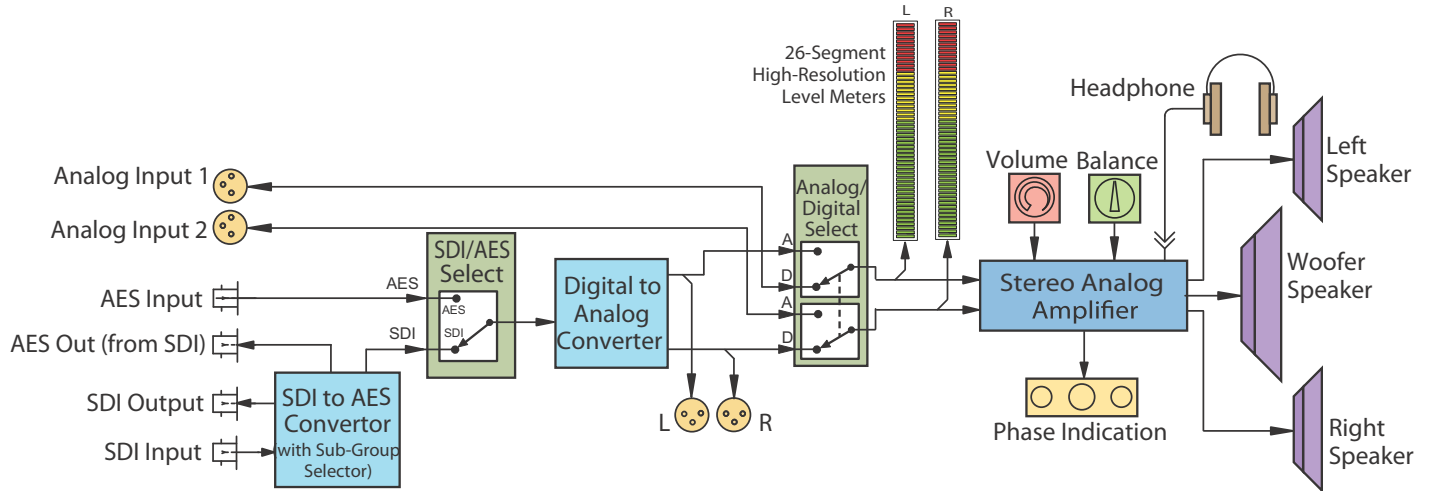 L
R
26-Segment
High-Resolution
Level Meters
Headphone
Left
Speaker
Volume
Balance
Analog Input 1
Analog Input 2
Analog/
Digital
Select
A
D
A
D
SDI/AES
Select
AES
AES
SDI
SDI
Digital to
Analog
Converter
Stereo Analog
Amplifier
Woofer
Speaker
AES Input
AES Out (from SDI)
SDI Output
SDI Input
SDI to AES
Convertor
(with Sub-Group
Selector)
L
R
Phase Indication
Right
Speaker